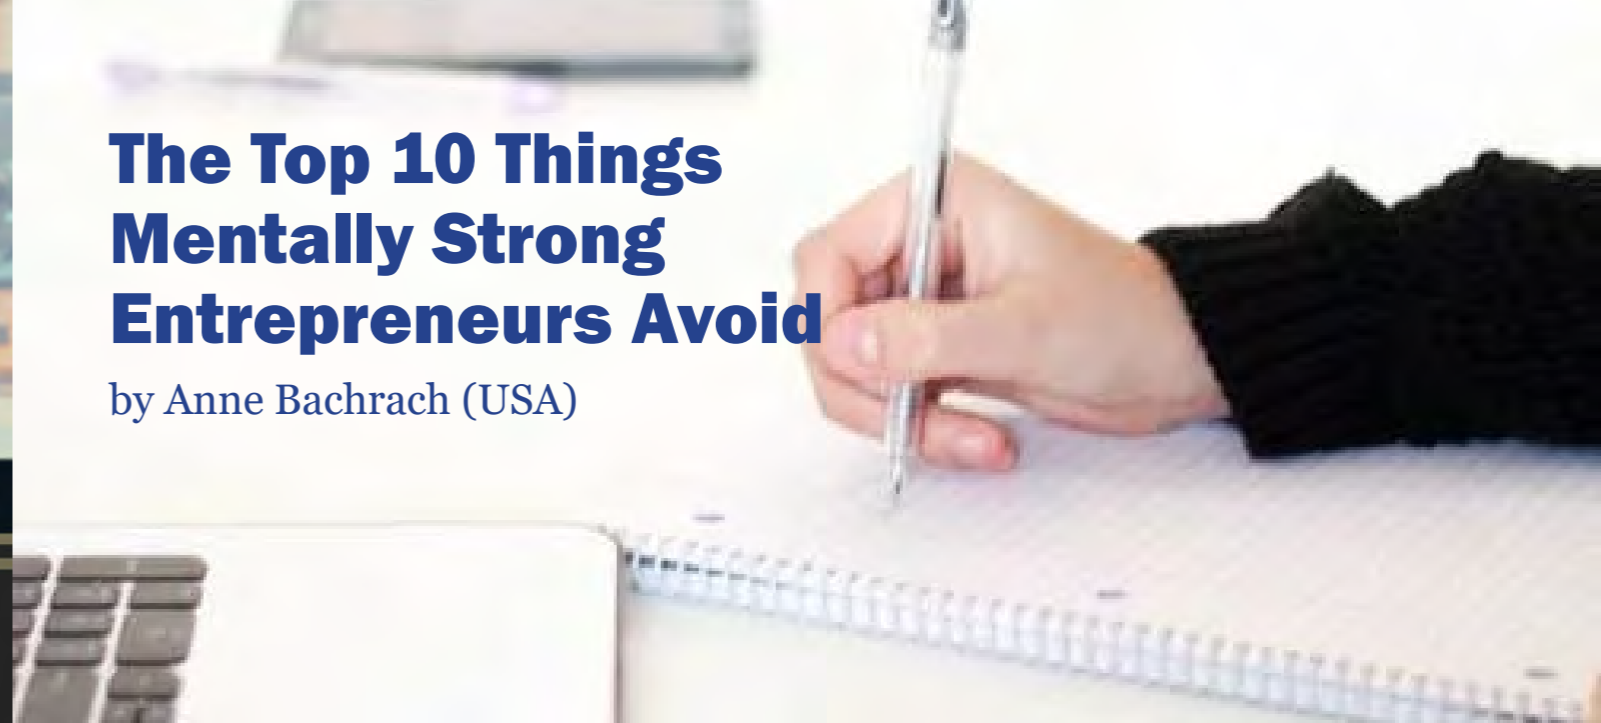 The Top 10 Things
Mentally Strong
Entrepreneurs Avoid
by Anne Bachrach (USA)